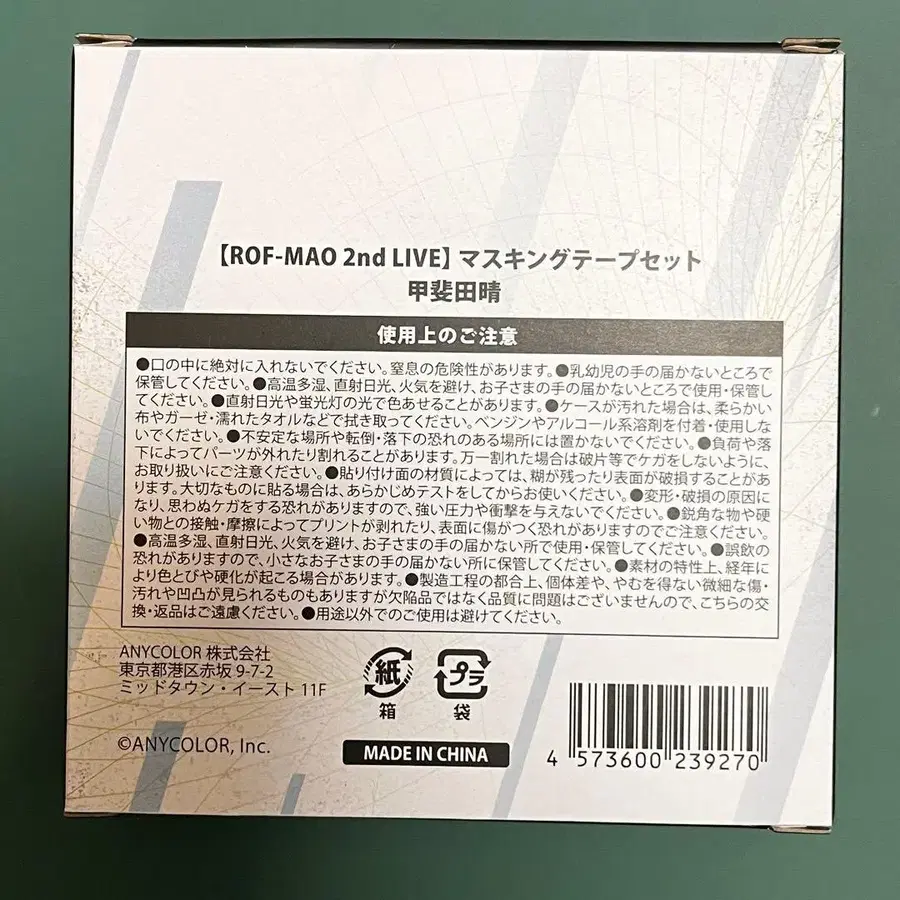 【ROF-MAO 2nd LIVE】マスキングテープセット
甲斐田晴
使用上のご注意
●口の中に絶対に入れないでください。窒息の危険性があります。●乳幼児の手の届かないところで
保管してください。●高温多湿、直射日光、火気を避け、お子さまの手の届かないところで使用・保管し
てください。●直射日光や蛍光灯の光で色あせることがあります。●ケースが汚れた場合は、柔らかい
布やガーゼ・濡れたタオルなどで拭き取ってください。ベンジンやアルコール系溶剤を付着・使用しな
いでください。●不安定な場所や転倒・落下の恐れのある場所には置かないでください。●負荷や落
下によってパーツが外れたり割れることがあります。万一割れた場合は破片等でケガをしないように、
お取り扱いにご注意ください。●貼り付け面の材質によっては、糊が残ったり表面が破損することがあ
ります。大切なものに貼る場合は、あらかじめテストをしてからお使いください。●変形・破損の原因に
なり、思わぬケガをする恐れがありますので、強い圧力や衝撃を与えないでください。●鋭角な物や硬
い物との接触・摩擦によってプリントが剥れたり、表面に傷がつく恐れがありますのでご注意ください。
●高温多湿、直射日光、火気を避け、お子さまの手の届かない所で使用・保管してください。●誤飲の
恐れがありますので、小さなお子さまの手の届かない所に保管してください。●素材の特性上、経年に
より色とびや硬化が起こる場合があります。●製造工程の都合上、個体差や、やむを得ない微細な傷・
汚れや凹凸が見られるものもありますが欠陥品ではなく品質に問題はございませんので、こちらの交
換・返品はご遠慮ください。●用途以外でのご使用は避けてください。
ANYCOLOR 株式会社
東京都港区赤坂 9-7-2
ミッドタウン・イースト 11F
©ANYCOLOR, Inc.
紙
箱
プラ
袋
MADE IN CHINA
4 573600 239270